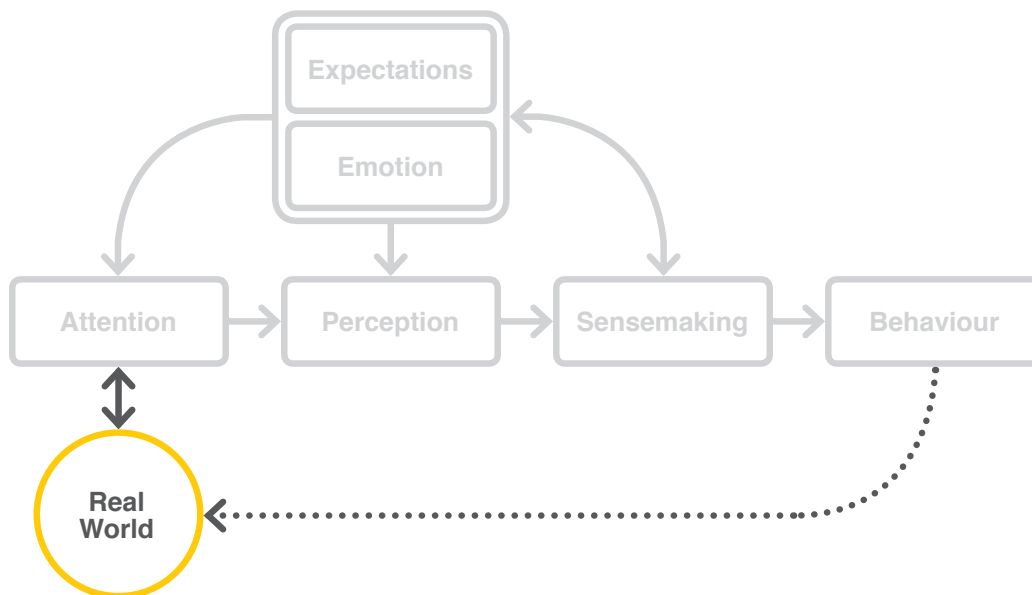 Expectations
Emotion
Attention
Perception
Sensemaking
Behaviour
Real
World